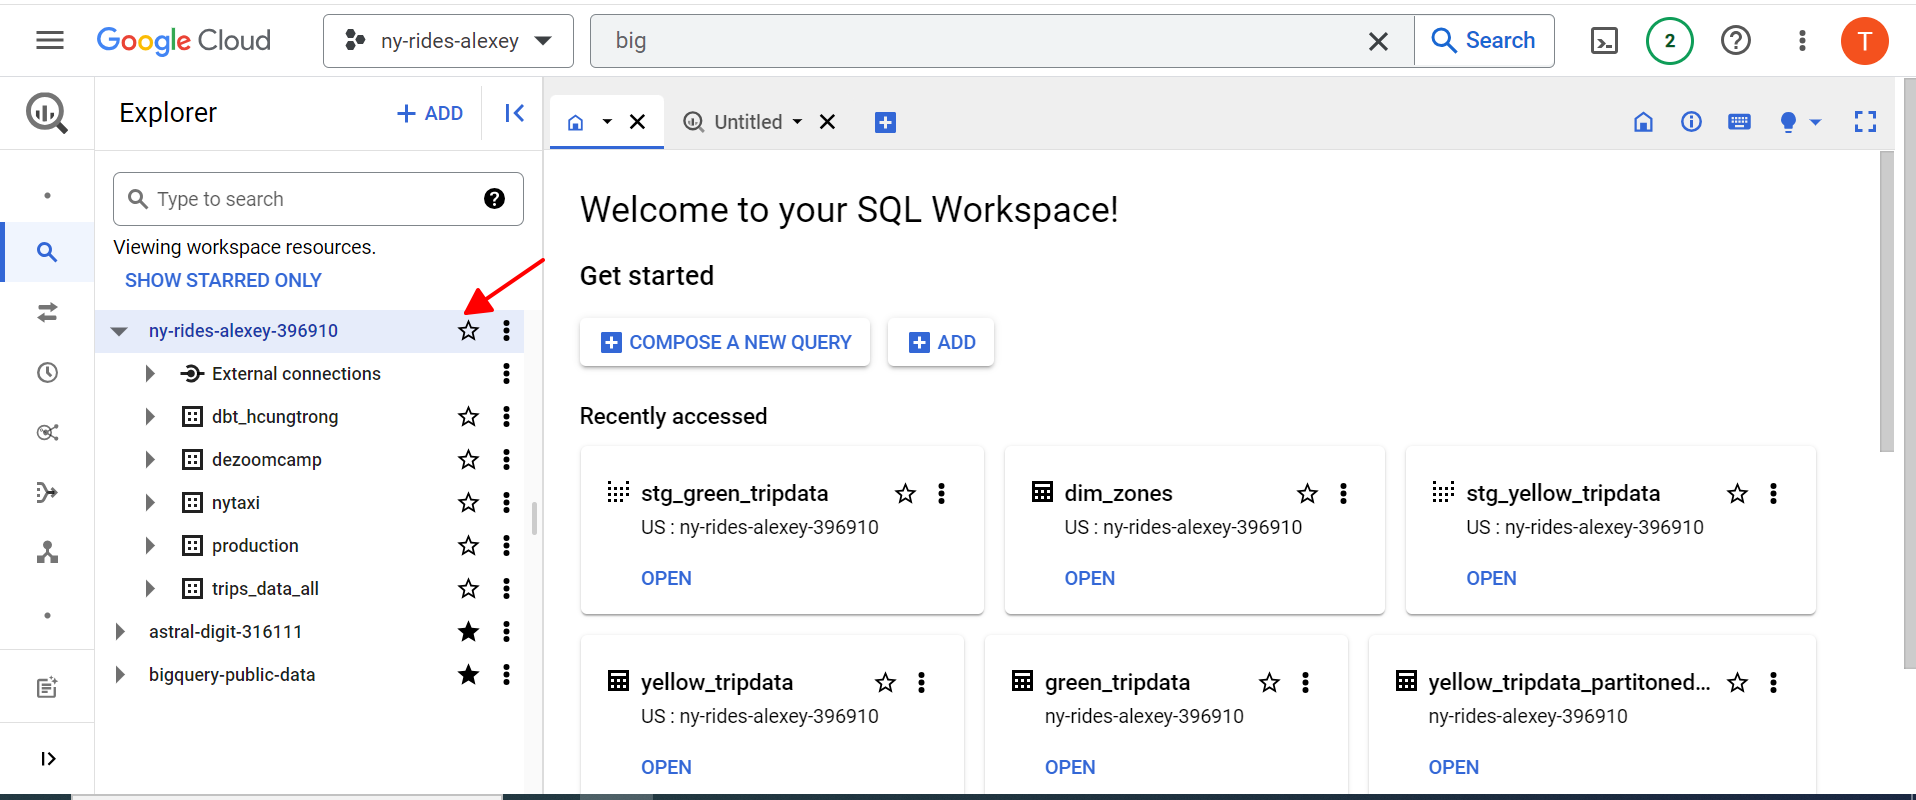 Google Cloud
ny-rides-alexey
big
Search
2
T
Explorer
ADD
Untitled
Type to search
Viewing workspace resources.
SHOW STARRED ONLY
ny-rides-alexey-396910
External connections
dbt_hcungtrong
dezoomcamp
nytaxi
production
trips_data_all
astral-digit-316111
bigquery-public-data
Welcome to your SQL Workspace!
Get started
COMPOSE A NEW QUERY
ADD
Recently accessed
stg_green_tripdata
US : ny-rides-alexey-396910
OPEN
dim_zones
US : ny-rides-alexey-396910
OPEN
stg_yellow_tripdata
US : ny-rides-alexey-396910
OPEN
yellow_tripdata
US : ny-rides-alexey-396910
OPEN
green_tripdata
ny-rides-alexey-396910
OPEN
yellow_tripdata_partitoned...
ny-rides-alexey-396910
OPEN